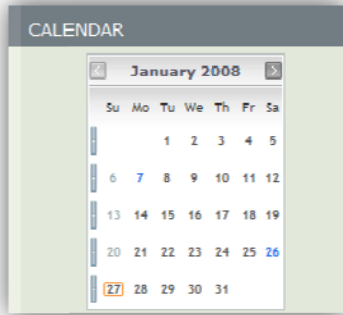 CALENDAR
January 2008
Su Mo Tu We Th Fr Sa
1 2 3 4 5
6 7 8 9 10 11 12
13 14 15 16 17 18 19
20 21 22 23 24 25 26
27 28 29 30 31